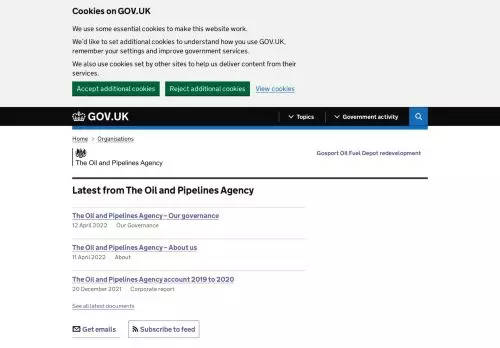 Cookies on GOV.UK
We use some essential cookies to make this website work.
We'd like to set additional cookies to understand how you use GOV.UK,
remember your settings and improve government services.
We also use cookies set by other sites to help us deliver content from their
services.
Accept additional cookies Reject additional cookies View cookies
GOV.UK Topics Government activity
Home Organisations
The Oil and Pipelines Agency
Gosport Oil Fuel Depot redevelopment
Latest from The Oil and Pipelines Agency
The Oil and Pipelines Agency – Our governance
12 April 2022 Our Governance
The Oil and Pipelines Agency – About us
11 April 2022 About
The Oil and Pipelines Agency account 2019 to 2020
20 December 2021 Corporate report
See all latest documents
Get emails Subscribe to feed